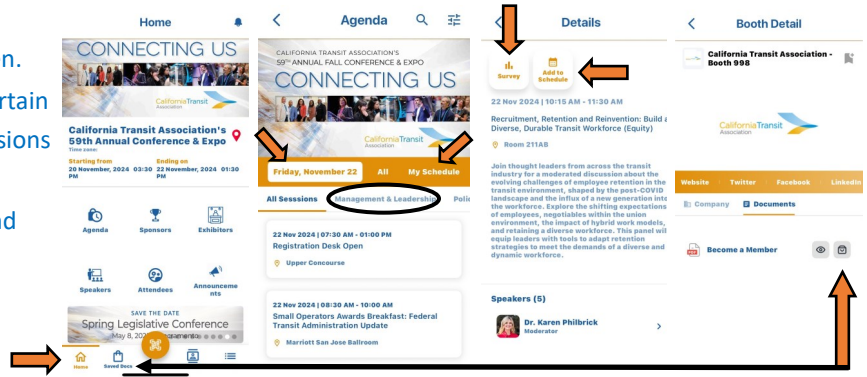 n.
rtain
sions
nd
Home
CONNECTING US
California Transit
Association
California Transit Association's
59th Annual Conference & Expo
Time zone:
Starting from
20 November, 2024 03:30
PM
Ending on
22 November, 2024 01:30
PM
Agenda
Sponsors
Exhibitors
Speakers
Attendees
Announceme
nts
SAVE THE DATE
Spring Legislative Conference
May 8, 202
Home
Saved Docs
Agenda
CALIFORNIA TRANSIT ASSOCIATION'S
59TH ANNUAL FALL CONFERENCE & EXPO
CONNECTING US
CaliforniaTransit
Association
Friday, November 22
All
My Schedule
All Sesssions
Management & Leadership
Polic
22 Nov 2024 | 07:30 AM - 01:00 PM
Registration Desk Open
Upper Concourse
22 Nov 2024 | 08:30 AM - 10:00 AM
Small Operators Awards Breakfast: Federal
Transit Administration Update
Marriott San Jose Ballroom
Details
Survey
Add to
Schedule
22 Nov 2024 | 10:15 AM - 11:30 AM
Recruitment, Retention and Reinvention: Build a
Diverse, Durable Transit Workforce (Equity)
Room 211AB
Join thought leaders from across the transit
industry for a moderated discussion about the
evolving challenges of employee retention in the
transit environment, shaped by the post-COVID
landscape and the influx of new generation into
the workforce. Explore the shifting expectations
of employees, negotiables within the union
environment, the impact of hybrid work models,
and retaining a diverse workforce. This panel will
equip leaders with tools to adapt retention
strategies to meet the demands of a diverse and
dynamic workforce.
Speakers (5)
Dr. Karen Philbrick
Moderator
Booth Detail
California Transit Association -
Booth 998
CaliforniaTransit
Association
Website
Twitter
Facebook
LinkedIn
Company
Documents
PDF
Become a Member